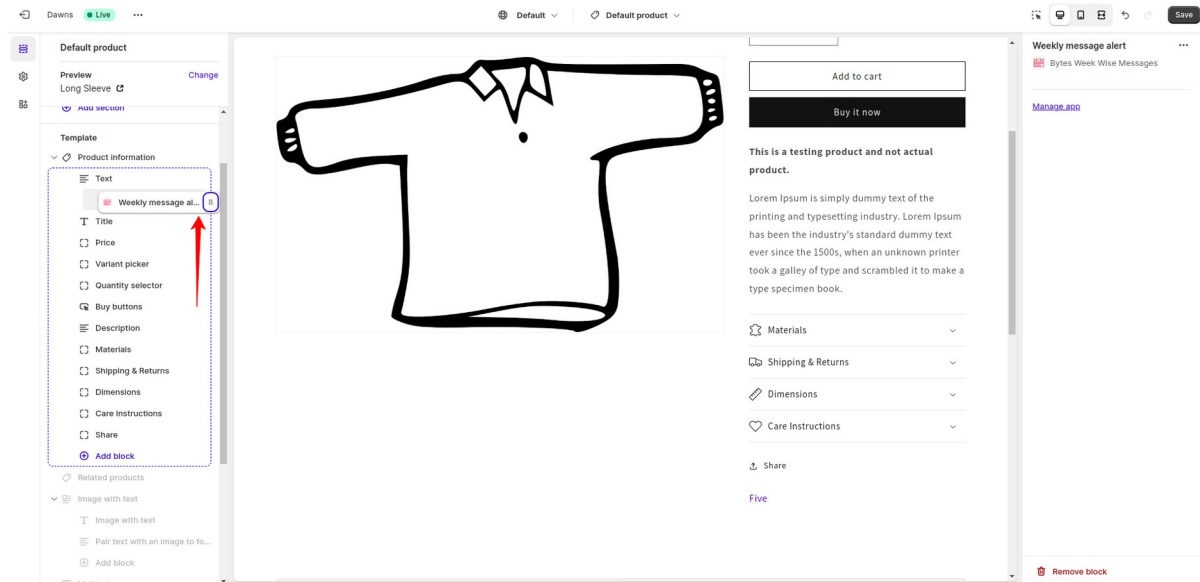 Dawns
Live
Default
Default product
Save
Default product
Preview
Change
Long Sleeve
Add section
Template
Product information
Text
Weekly message al...
Title
Price
Variant picker
Quantity selector
Buy buttons
Description
Materials
Shipping & Returns
Dimensions
Care Instructions
Share
Add block
Related products
Image with text
Image with text
Pair text with an image to fo...
Add block
Add to cart
Buy it now
This is a testing product and not actual
product.
Lorem Ipsum is simply dummy text of the
printing and typesetting industry. Lorem Ipsum
has been the industry's standard dummy text
ever since the 1500s, when an unknown printer
took a galley of type and scrambled it to make a
type specimen book.
Materials
Shipping & Returns
Dimensions
Care Instructions
Share
Five
Weekly message alert
Bytes Week Wise Messages
Manage app
Remove block